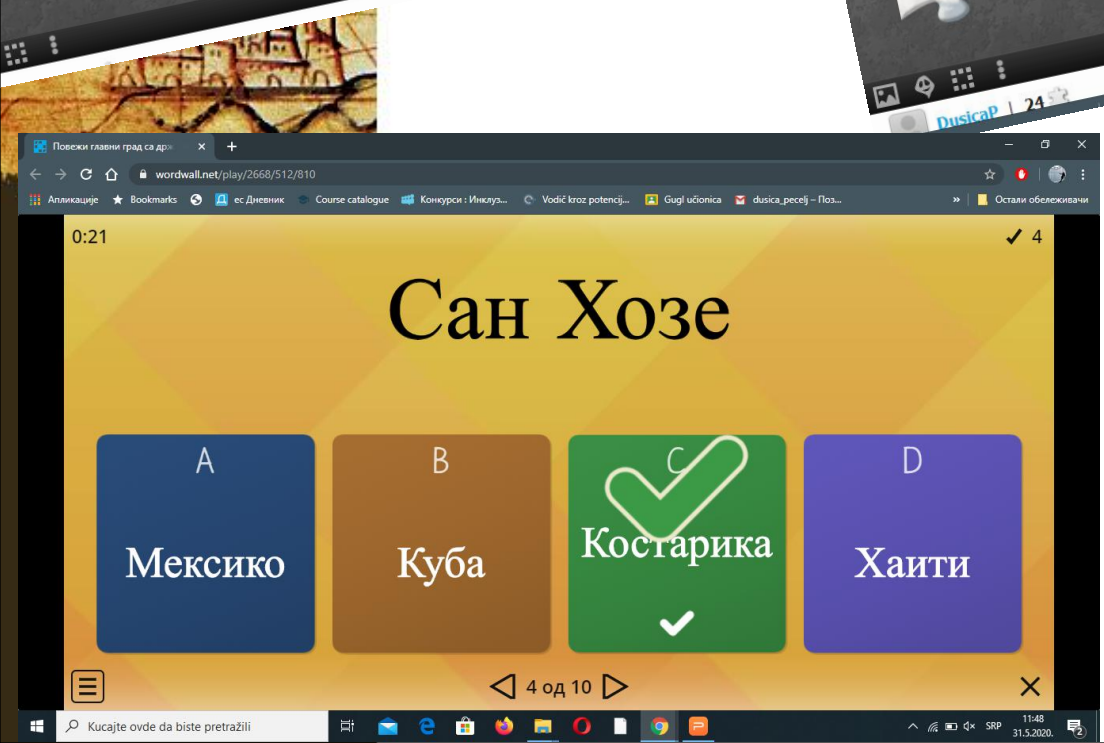 DusicaP | 24
Повежи главни град са држ
wordwall.net/play/2668/512/810
Апликације Bookmarks ес Дневник Course catalogue Конкурси : Инклуз... Vodič kroz potencij... Gugl učionica dusica_pecelj – Поз... » Остали обележивачи
0:21 4
Сан Хозе
A B C D
Мексико Куба Костарика Хаити
4 од 10
Kucajte ovde da biste pretražili
SRP
11:48
31.5.2020.
2